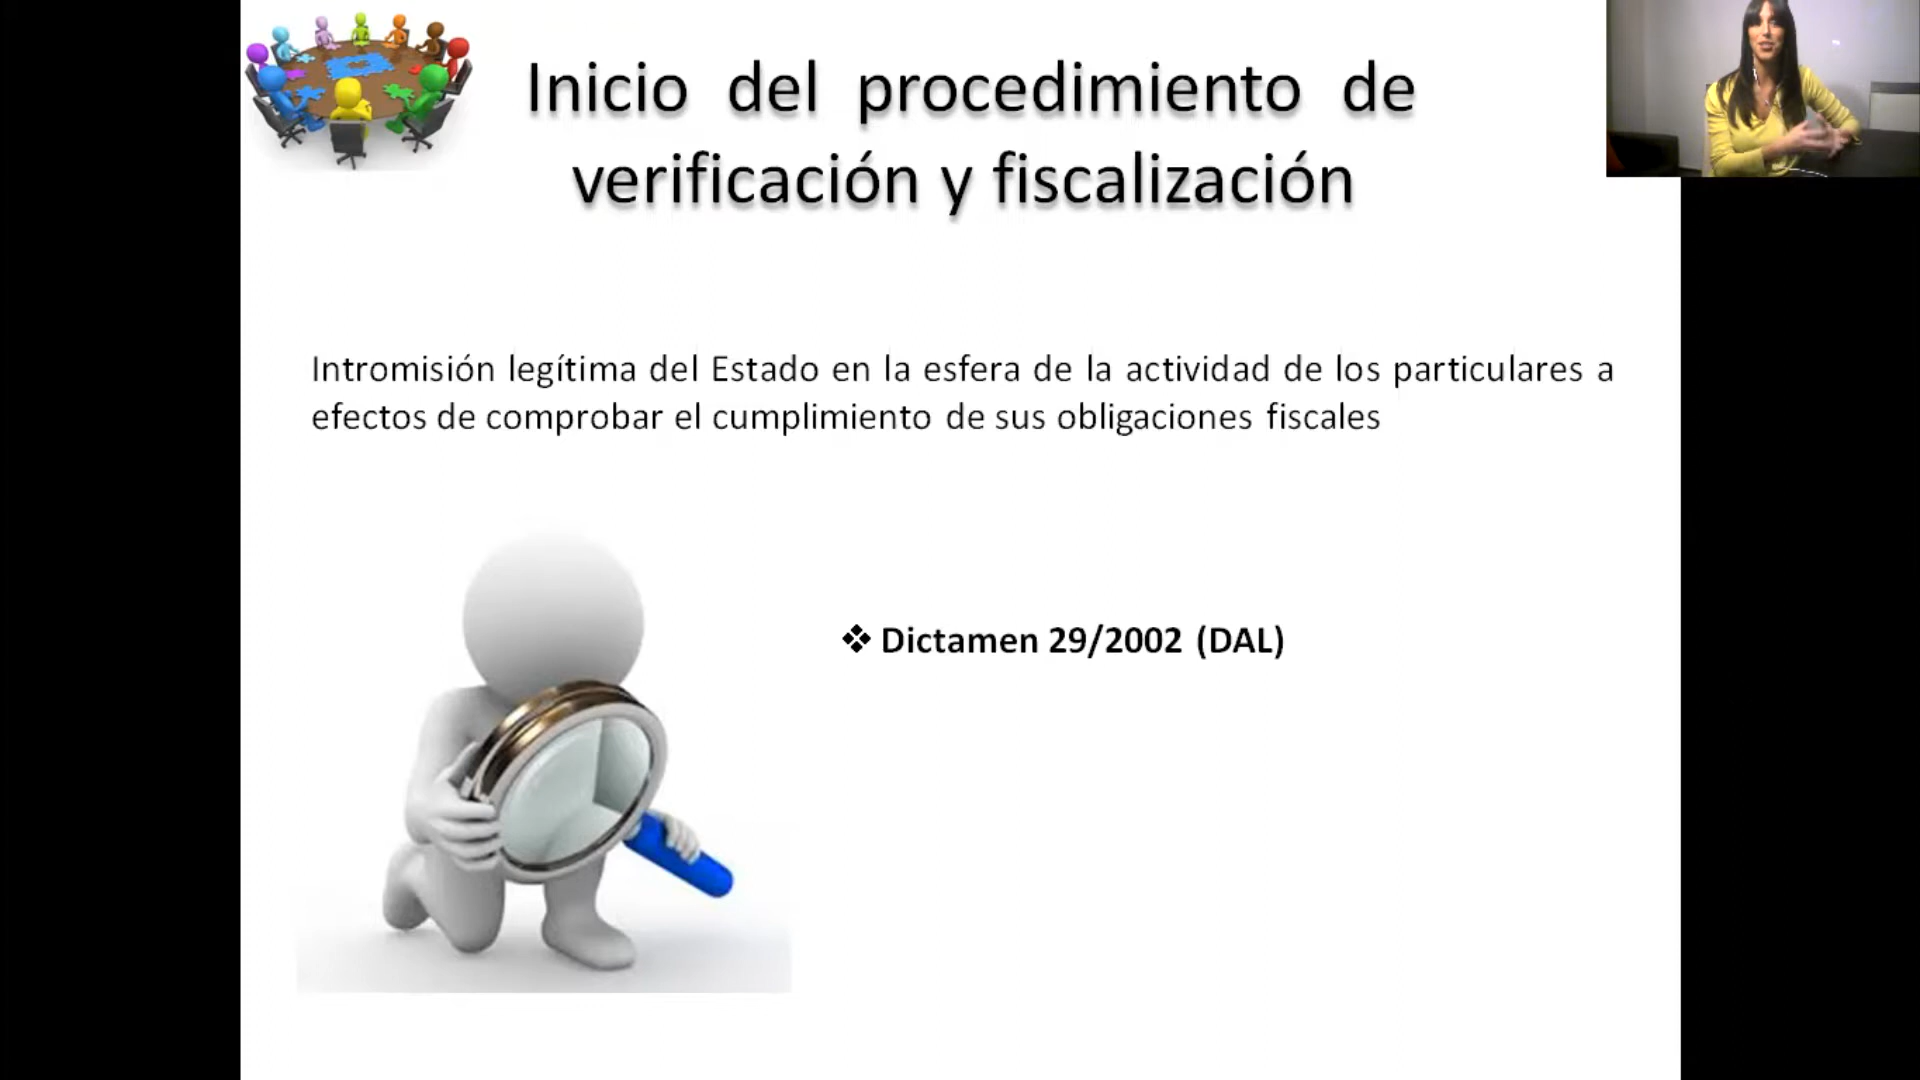 Inicio del procedimiento de
verificación y fiscalización
Intromisión legítima del Estado en la esfera de la actividad de los particulares a
efectos de comprobar el cumplimiento de sus obligaciones fiscales
❖ Dictamen 29/2002 (DAL)